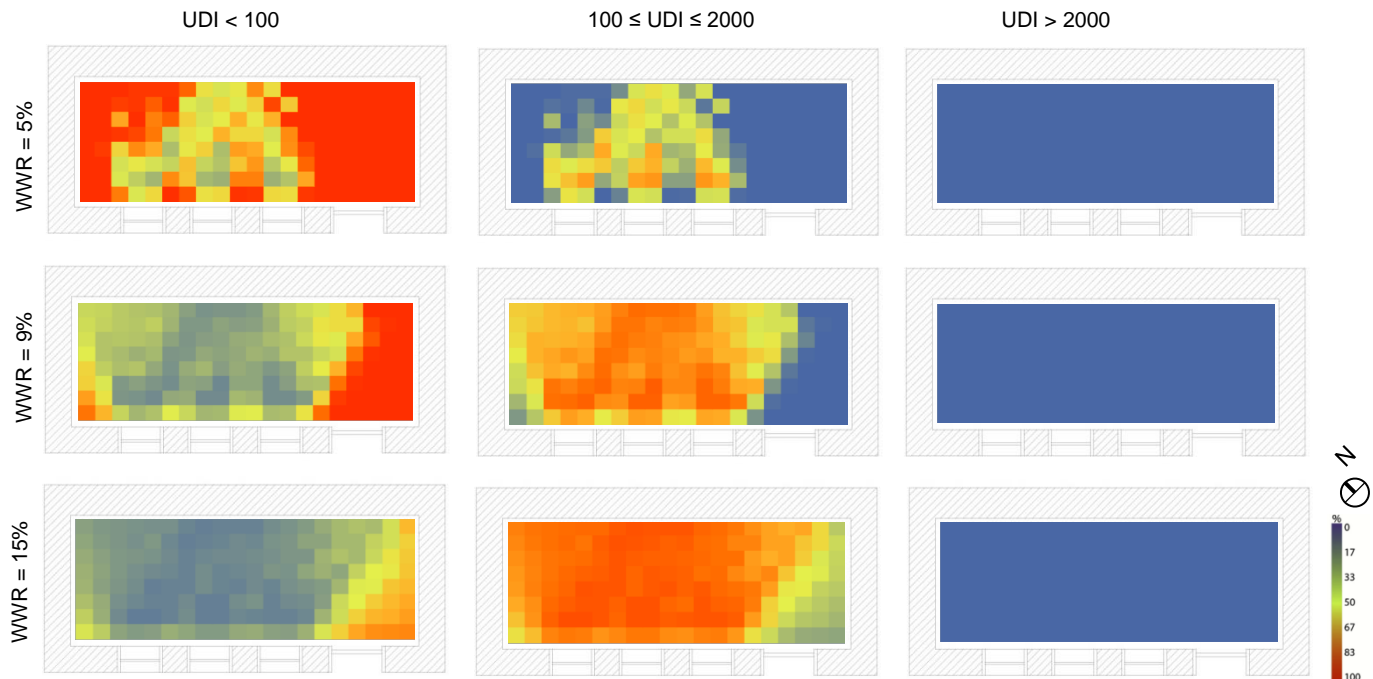 UDI < 100
100 ≤ UDI ≤ 2000
UDI > 2000
WWR = 5%
WWR = 9%
WWR = 15%
N
%
0
17
33
50
67
83
100